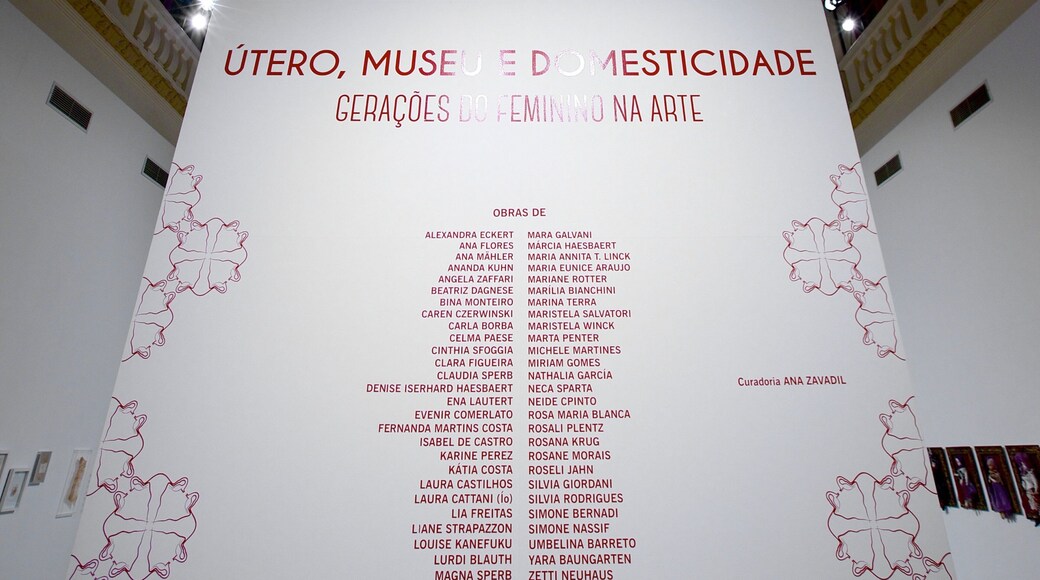 ÚTERO, MUSEU E DOMESTICIDADE
GERAÇÕES DO FEMININO NA ARTE
OBRAS DE
ALEXANDRA ECKERT
ANA FLORES
ANA MÄHLER
ANANDA KUHN
ANGELA ZAFFARI
BEATRIZ DAGNESE
BINA MONTEIRO
CAREN CZERWINSKI
CARLA BORBA
CELMA PAESE
CINTHIA SFOGGIA
CLARA FIGUEIRA
CLAUDIA SPERB
DENISE ISERHARD HAESBAERT
ENA LAUTERT
EVENIR COMERLATO
FERNANDA MARTINS COSTA
ISABEL DE CASTRO
KARINE PEREZ
KÁTIA COSTA
LAURA CASTILHOS
LAURA CATTANI (Ío)
LIA FREITAS
LIANE STRAPAZZON
LOUISE KANEFUKU
LURDI BLAUTH
MAGNA SPERB
MARA GALVANI
MÁRCIA HAESBAERT
MARIA ANNITA T. LINCK
MARIA EUNICE ARAUJO
MARIANE ROTTER
MARÍLIA BIANCHINI
MARINA TERRA
MARISTELA SALVATORI
MARISTELA WINCK
MARTA PENTER
MICHELE MARTINES
MIRIAM GOMES
NATHALIA GARCÍA
NECA SPARTA
NEIDE CPINTO
ROSA MARIA BLANCA
ROSALI PLENTZ
ROSANA KRUG
ROSANE MORAIS
ROSELI JAHN
SILVIA GIORDANI
SILVIA RODRIGUES
SIMONE BERNADI
SIMONE NASSIF
UMBELINA BARRETO
YARA BAUNGARTEN
ZETTI NEUHAUS
Curadoria ANA ZAVADIL